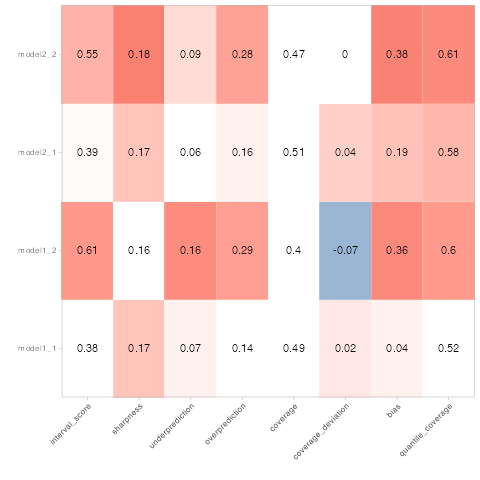 model2_2 0.55 0.18 0.09 0.28 0.47 0 0.38 0.61
model2_1 0.39 0.17 0.06 0.16 0.51 0.04 0.19 0.58
model1_2 0.61 0.16 0.16 0.29 0.4 -0.07 0.36 0.6
model1_1 0.38 0.17 0.07 0.14 0.49 0.02 0.04 0.52
interval_score sharpness underprediction overprediction coverage coverage_deviation bias quantile_coverage